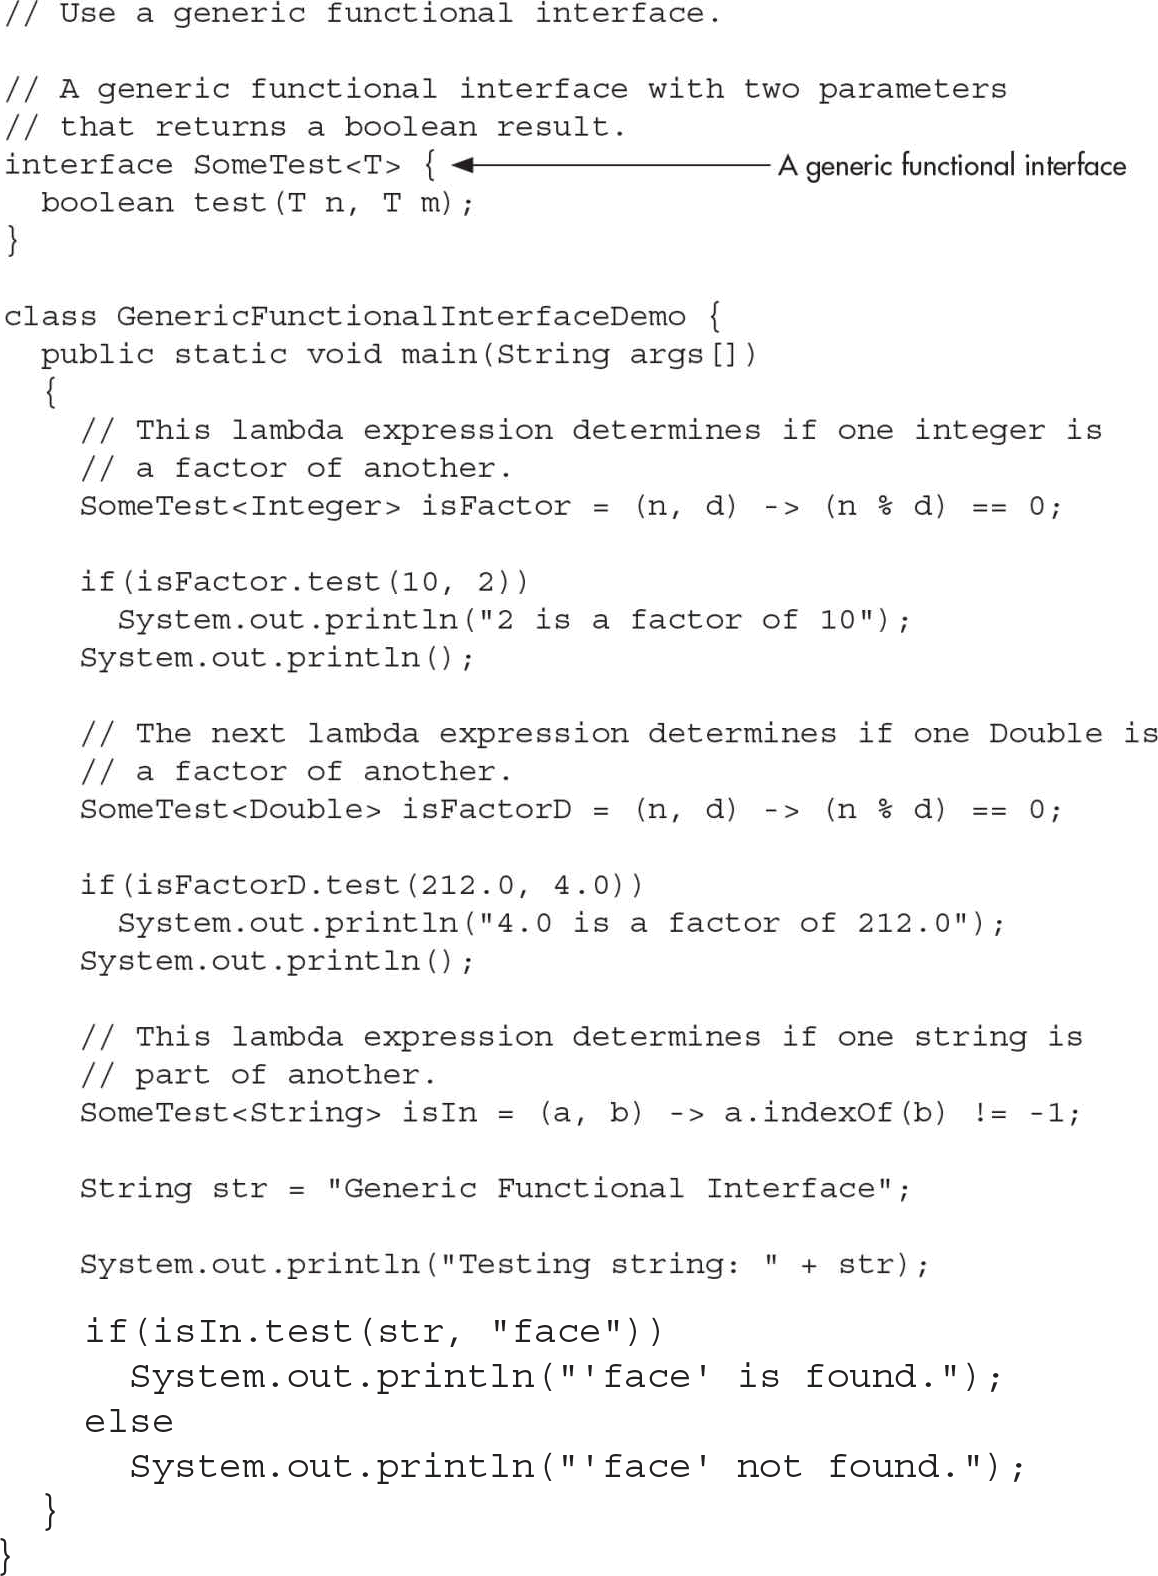 // Use a generic functional interface.
// A generic functional interface with two parameters
// that returns a boolean result.
interface SomeTest<T> { A generic functional interface
  boolean test(T n, T m);
}
class GenericFunctionalInterfaceDemo {
  public static void main(String args[])
  {
    // This lambda expression determines if one integer is
    // a factor of another.
    SomeTest<Integer> isFactor = (n, d) -> (n % d) == 0;
    if(isFactor.test(10, 2))
      System.out.println("2 is a factor of 10");
    System.out.println();
    // The next lambda expression determines if one Double is
    // a factor of another.
    SomeTest<Double> isFactorD = (n, d) -> (n % d) == 0;
    if(isFactorD.test(212.0, 4.0))
      System.out.println("4.0 is a factor of 212.0");
    System.out.println();
    // This lambda expression determines if one string is
    // part of another.
    SomeTest<String> isIn = (a, b) -> a.indexOf(b) != -1;
    String str = "Generic Functional Interface";
    System.out.println("Testing string: " + str);
    if(isIn.test(str, "face"))
      System.out.println("'face' is found.");
    else
      System.out.println("'face' not found.");
  }
}